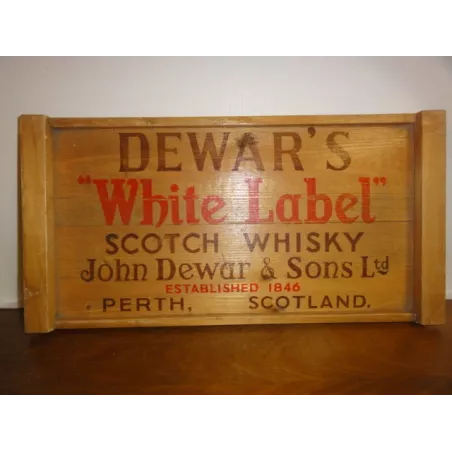 DEWAR'S
"White Label"
SCOTCH WHISKY
John Dewar & Sons Ltd
ESTABLISHED 1846
PERTH, SCOTLAND.